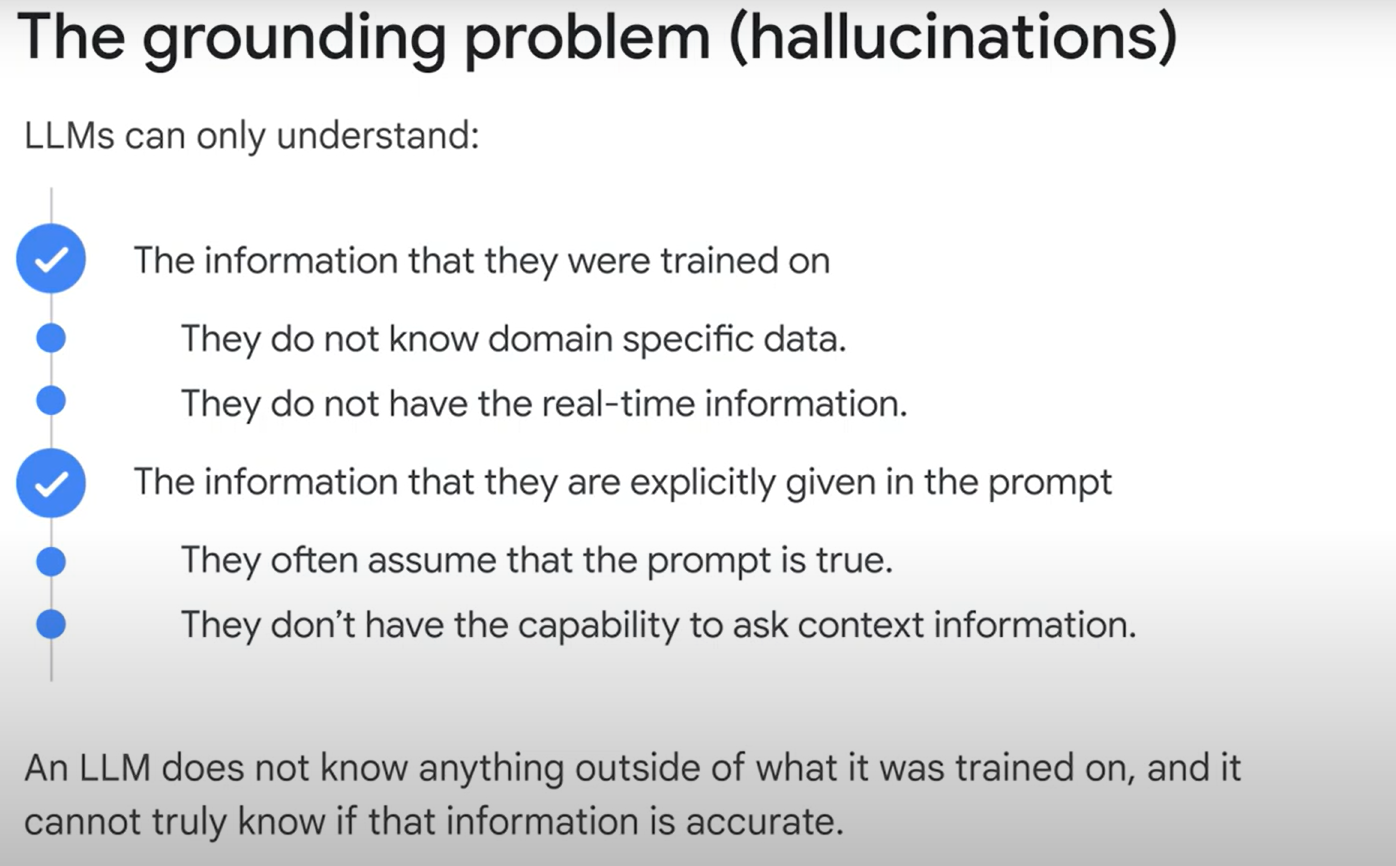 The grounding problem (hallucinations)
LLMs can only understand:
The information that they were trained on
They do not know domain specific data.
They do not have the real-time information.
The information that they are explicitly given in the prompt
They often assume that the prompt is true.
They don’t have the capability to ask context information.
An LLM does not know anything outside of what it was trained on, and it
cannot truly know if that information is accurate.